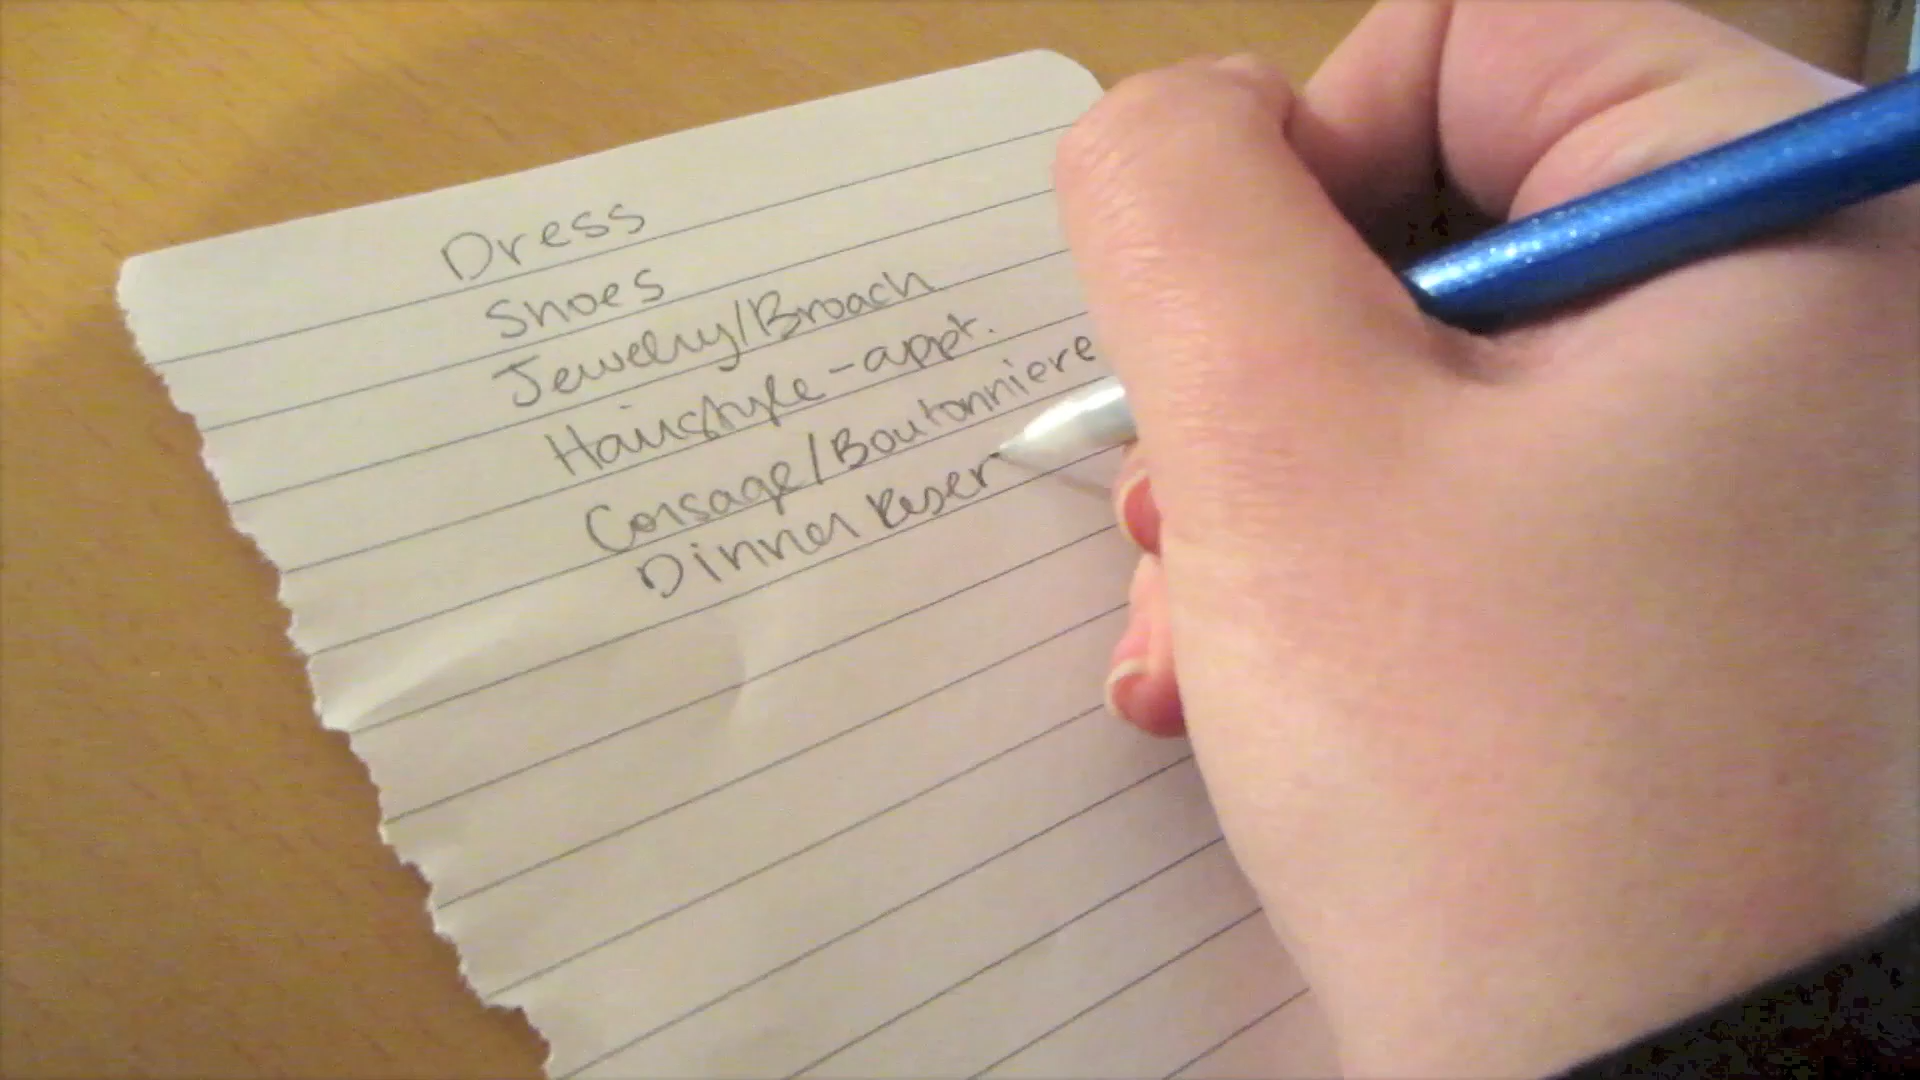 Dress
Shoes
Jewelry/Broach
Hairstyle - appt.
Corsage/Boutonniere
Dinner Reser